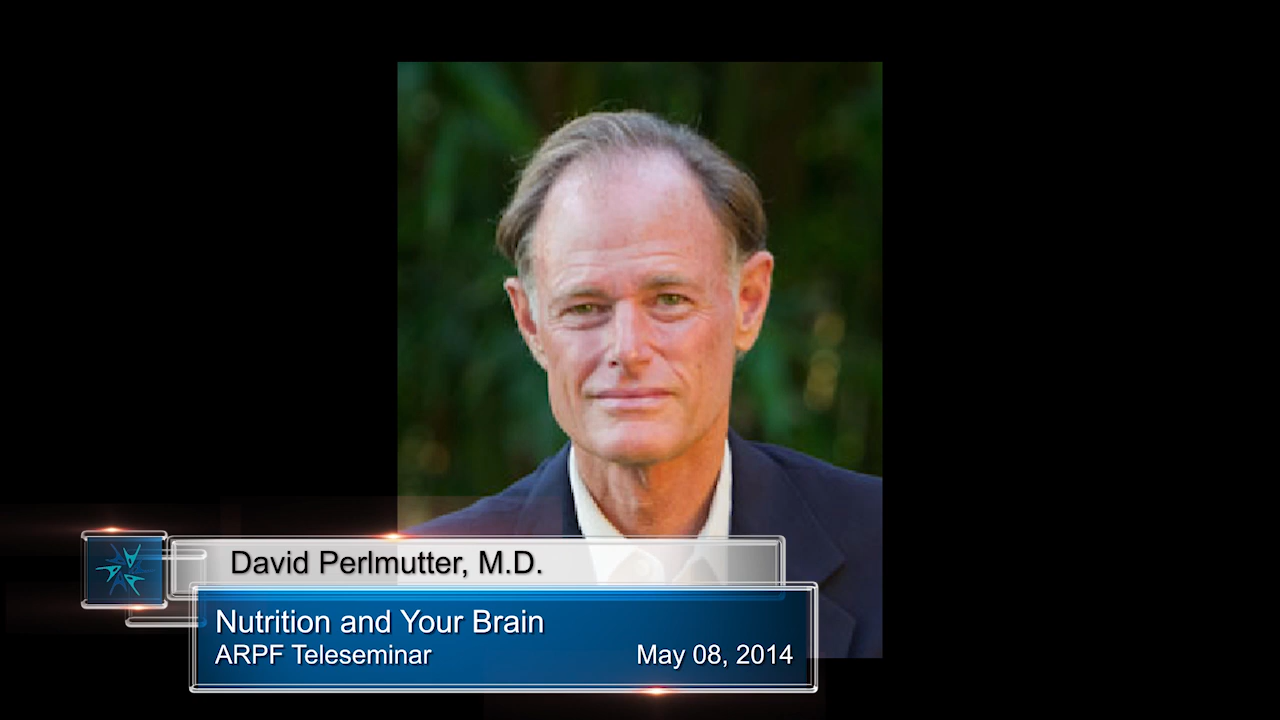 David Perlmutter, M.D.
Nutrition and Your Brain
ARPF Teleseminar
May 08, 2014